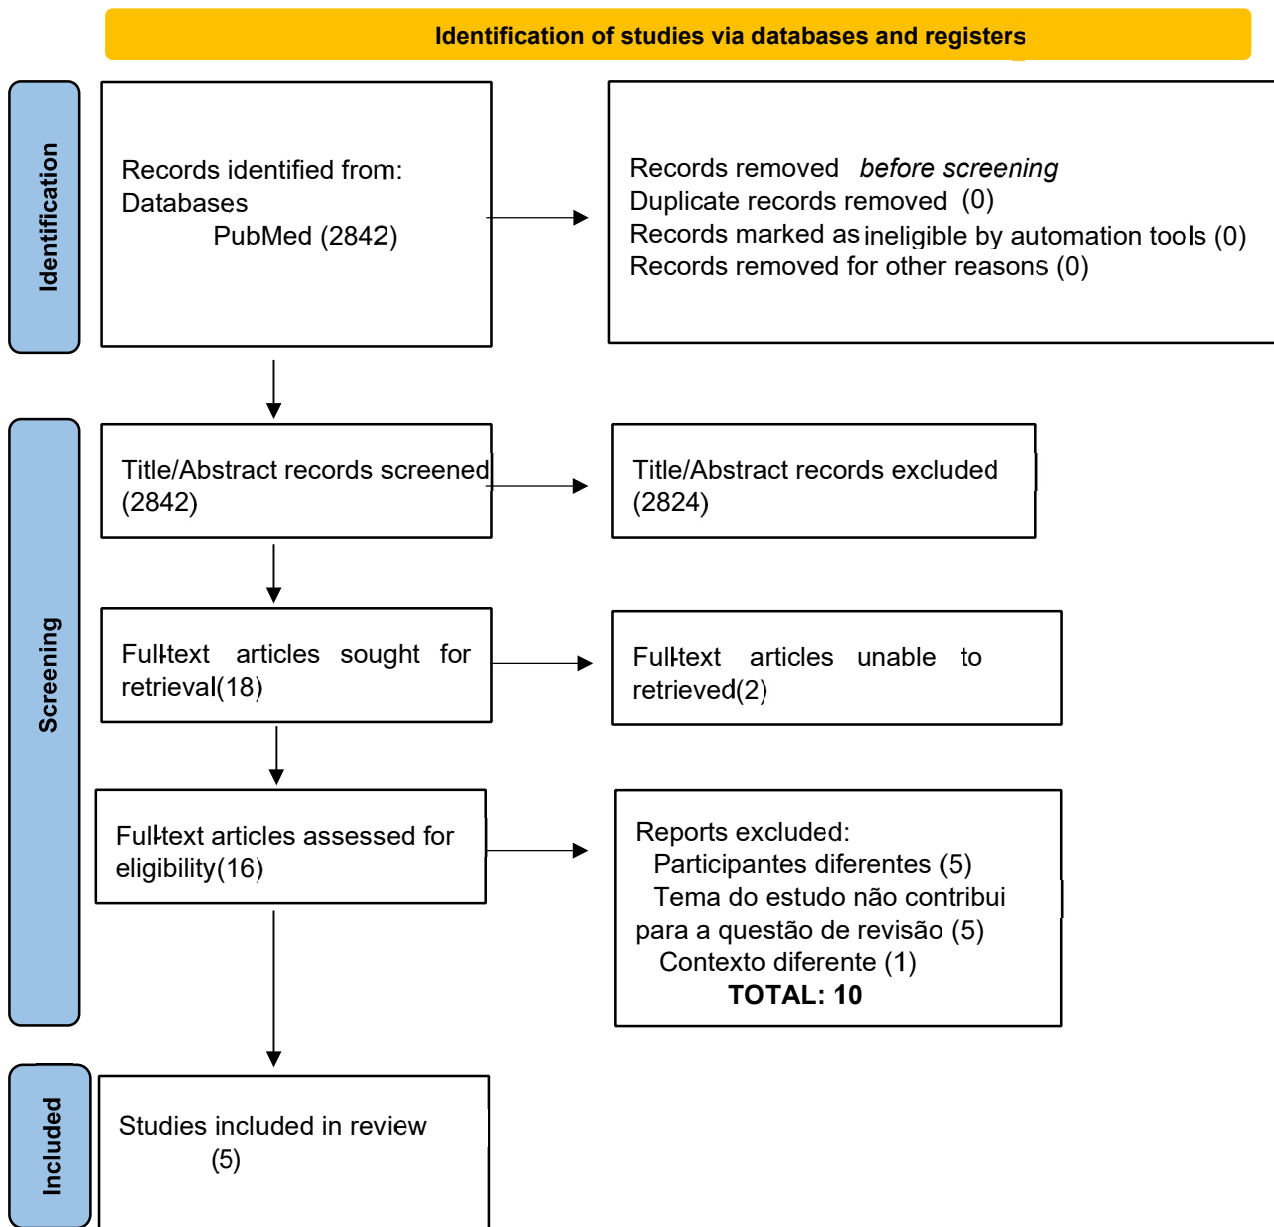 Identification of studies via databases and registers
Identification
Records identified from:
Databases
PubMed (2842)
Records removed before screening
Duplicate records removed (0)
Records marked as ineligible by automation tools (0)
Records removed for other reasons (0)
Screening
Title/Abstract records screened
(2842)
Title/Abstract records excluded
(2824)
Full-text articles sought for
retrieval(18)
Full-text articles unable to
retrieved(2)
Full-text articles assessed for
eligibility(16)
Reports excluded:
Participantes diferentes (5)
Tema do estudo não contribui
para a questão de revisão (5)
Contexto diferente (1)
TOTAL: 10
Included
Studies included in review
(5)